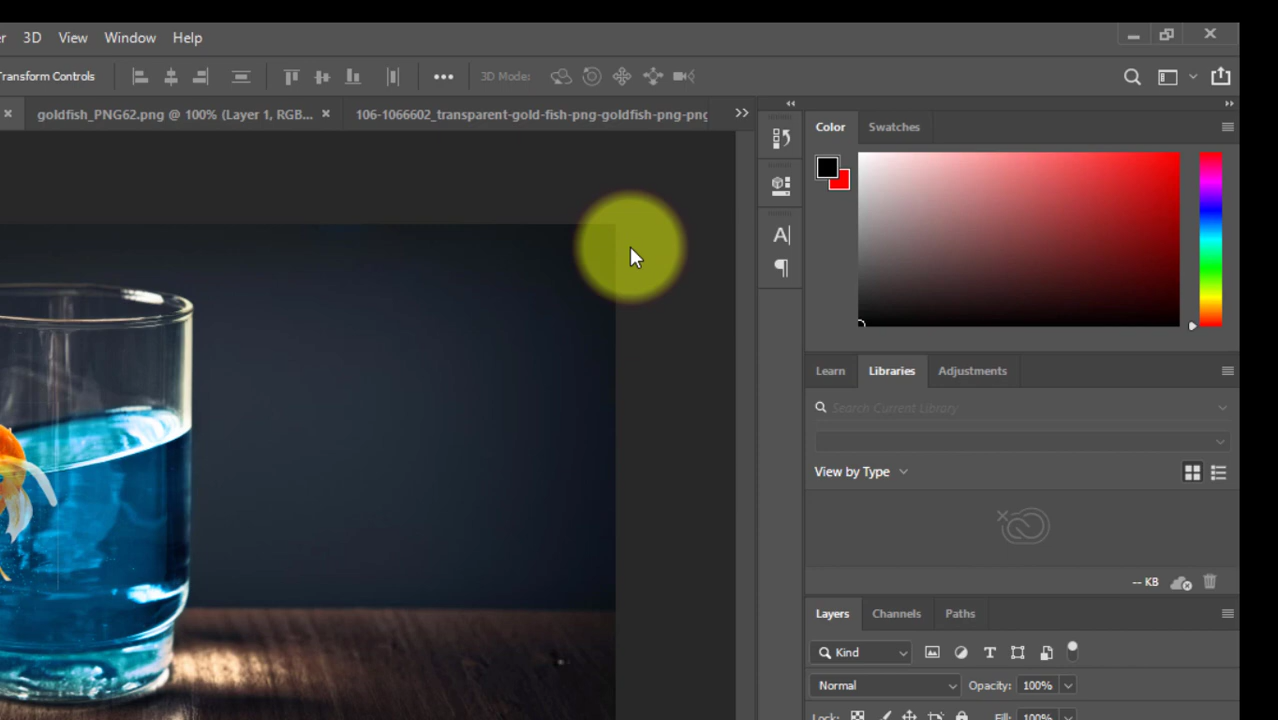 3D View Window Help
Transform Controls ••• 3D Mode:
goldfish_PNG62.png @ 100% (Layer 1, RGB...
106-1066602_transparent-gold-fish-png-goldfish-png-png
Color Swatches
A
Learn Libraries Adjustments
Search Current Library
View by Type
-- KB
Layers Channels Paths
Kind T
Normal Opacity: 100%
Lock: Fill: 100%